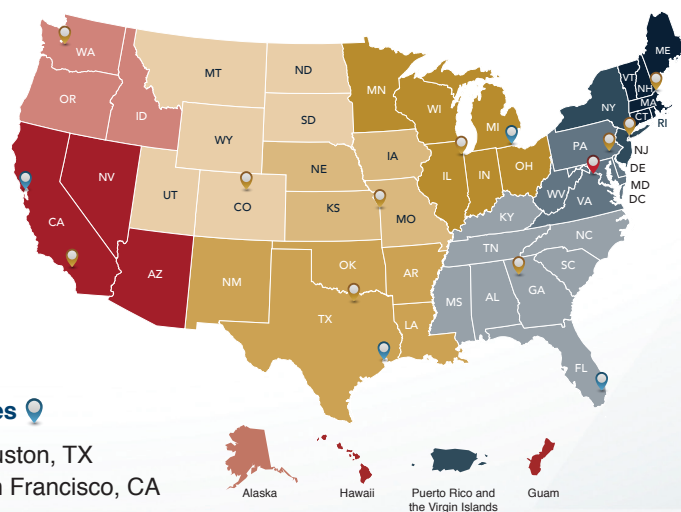 WA
ME
MT
ND
VT
NH
MN
OR
NY
MA
WI
SD
MI
CT
RI
ID
WY
PA
NJ
IA
NE
OH
DE
NV
IL
IN
UT
WV
MD
CO
KS
VA
DC
MO
CA
KY
NC
TN
OK
SC
AZ
NM
AR
GA
MS
AL
TX
LA
FL
es
uston, TX
n Francisco, CA
Alaska
Hawaii
Puerto Rico and
the Virgin Islands
Guam